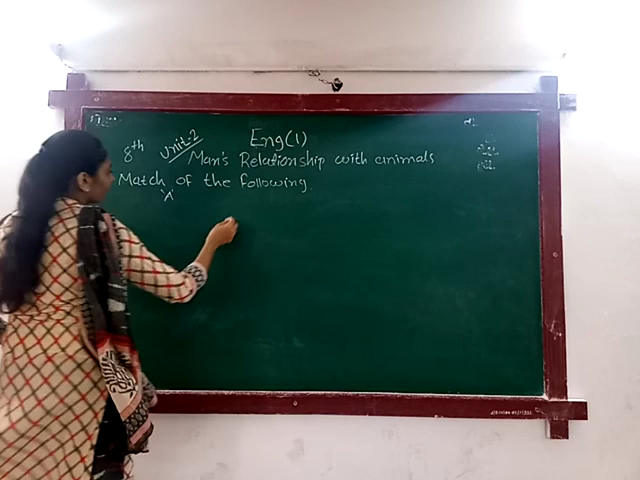 Eng(1)
8th Unit-2 Man's Relationship with animals
Match of the following.
'A'